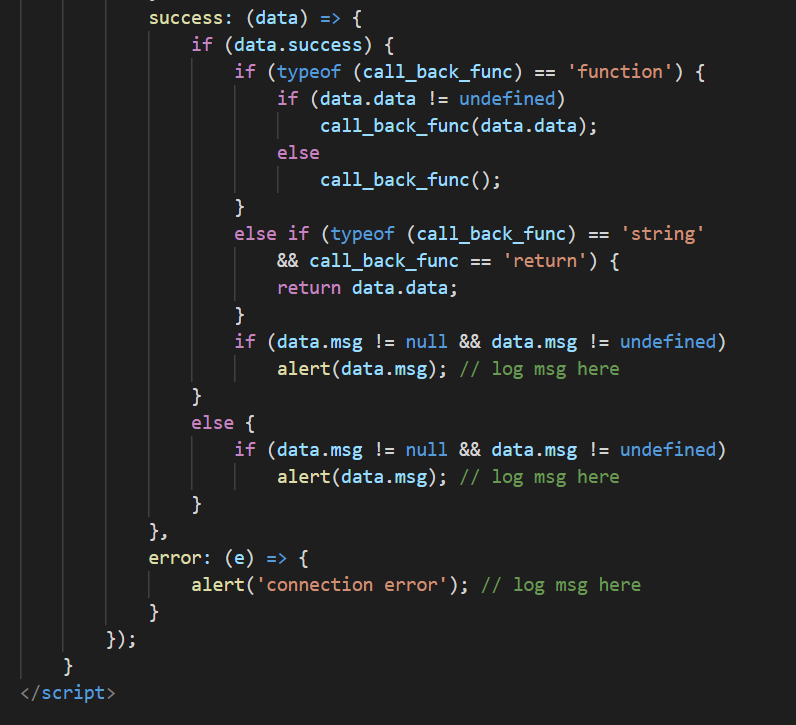 success: (data) => {
if (data.success) {
if (typeof (call_back_func) == 'function') {
if (data.data != undefined)
call_back_func(data.data);
else
call_back_func();
}
else if (typeof (call_back_func) == 'string'
&& call_back_func == 'return') {
return data.data;
}
if (data.msg != null && data.msg != undefined)
alert(data.msg); // log msg here
}
else {
if (data.msg != null && data.msg != undefined)
alert(data.msg); // log msg here
}
},
error: (e) => {
alert('connection error'); // log msg here
}
});
}
</script>